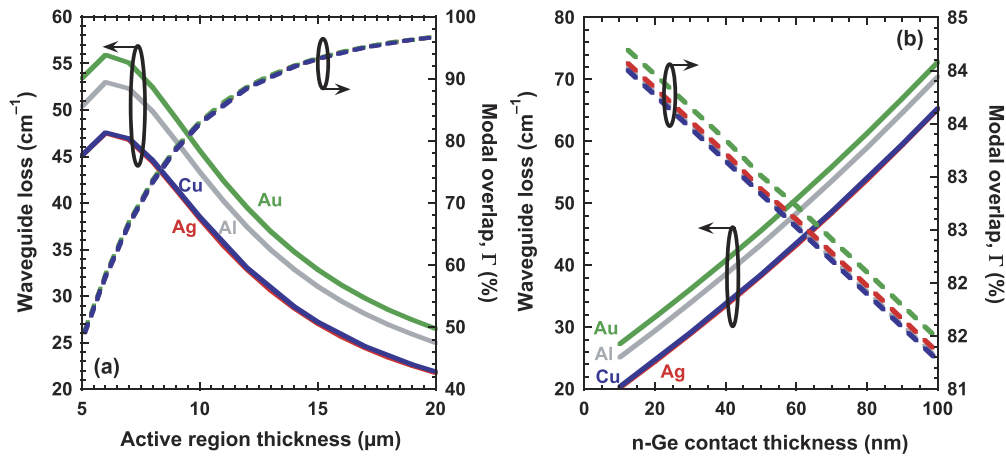 60
55
50
45
40
35
30
25
20
Waveguide loss (cm⁻¹)
5
10
15
20
Active region thickness (µm)
100
90
80
70
60
50
40
Modal overlap, Γ (%)
Cu
Au
Ag
Al
(a)
80
70
60
50
40
30
20
Waveguide loss (cm⁻¹)
0
20
40
60
80
100
n-Ge contact thickness (nm)
85
84
84
83
83
82
82
81
Modal overlap, Γ (%)
(b)
Au
Al
Cu
Ag